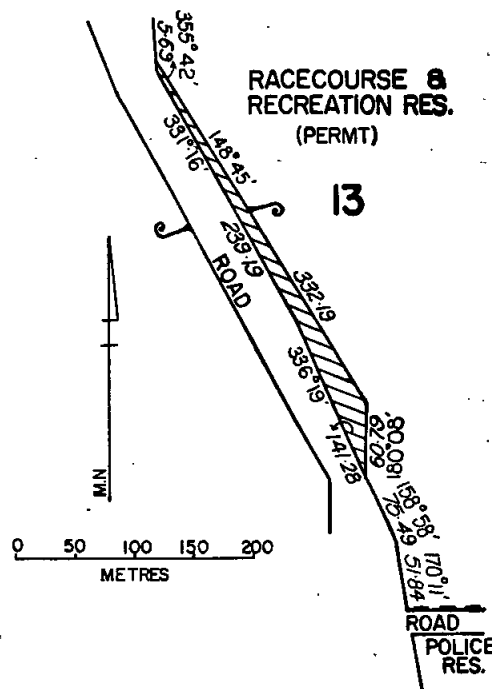 355° 42′
5·69
RACECOURSE &
RECREATION RES.
(PERMT)
13
148° 45′
331° 16′
239·19
332·19
ROAD
336° 19′
141·28
62·09
180° 08′
158° 58′
75·49
170° 11′
51·84
M.N
0 50 100 150 200
METRES
ROAD
POLICE
RES.